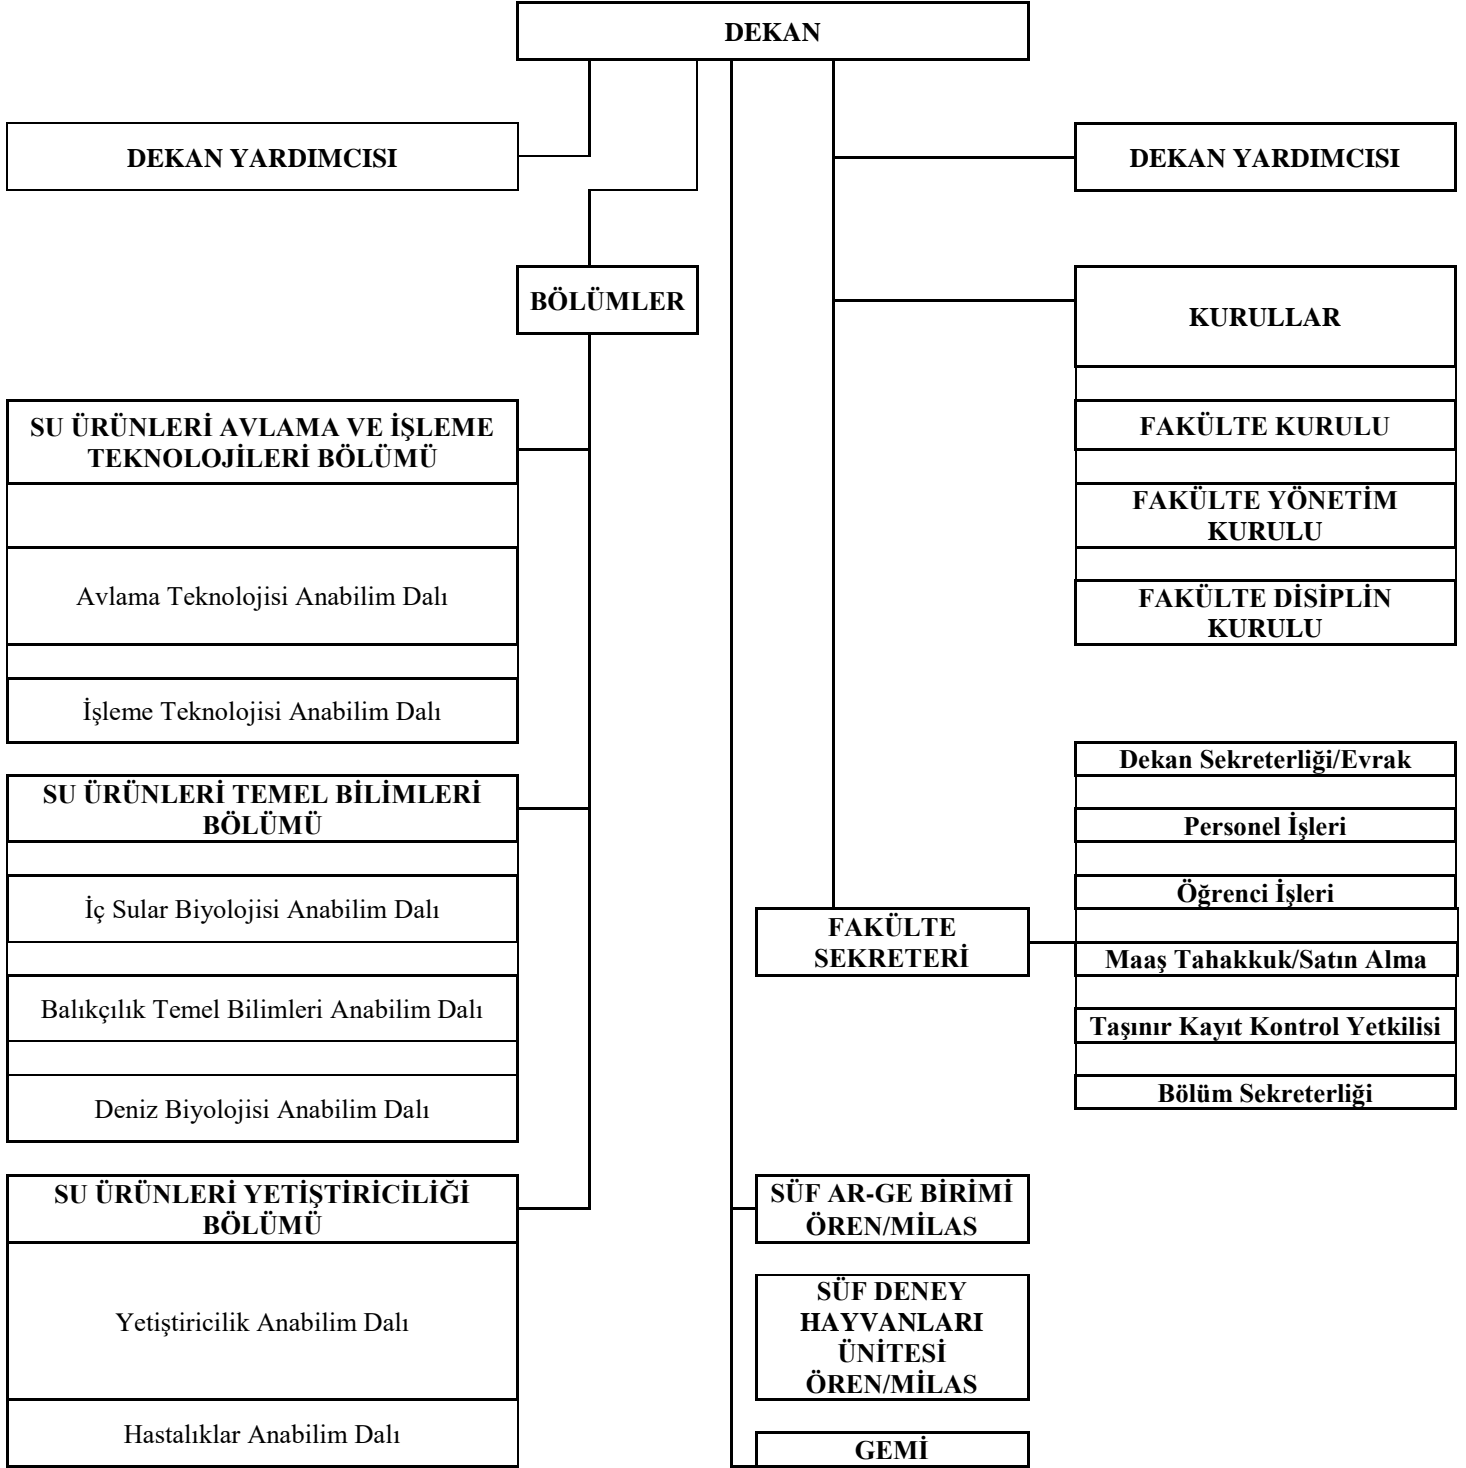 DEKAN
DEKAN YARDIMCISI
DEKAN YARDIMCISI
BÖLÜMLER
KURULLAR
SU ÜRÜNLERİ AVLAMA VE İŞLEME
TEKNOLOJİLERİ BÖLÜMÜ
FAKÜLTE KURULU
FAKÜLTE YÖNETİM
KURULU
Avlama Teknolojisi Anabilim Dalı
FAKÜLTE DİSİPLİN
KURULU
İşleme Teknolojisi Anabilim Dalı
Dekan Sekreterliği/Evrak
SU ÜRÜNLERİ TEMEL BİLİMLERİ
BÖLÜMÜ
Personel İşleri
İç Sular Biyolojisi Anabilim Dalı
Öğrenci İşleri
FAKÜLTE
SEKRETERİ
Maaş Tahakkuk/Satın Alma
Balıkçılık Temel Bilimleri Anabilim Dalı
Taşınır Kayıt Kontrol Yetkilisi
Deniz Biyolojisi Anabilim Dalı
Bölüm Sekreterliği
SU ÜRÜNLERİ YETİŞTİRİCİLİĞİ
BÖLÜMÜ
SÜF AR-GE BİRİMİ
ÖREN/MİLAS
Yetiştiricilik Anabilim Dalı
SÜF DENEY
HAYVANLARI
ÜNİTESİ
ÖREN/MİLAS
Hastalıklar Anabilim Dalı
GEMİ